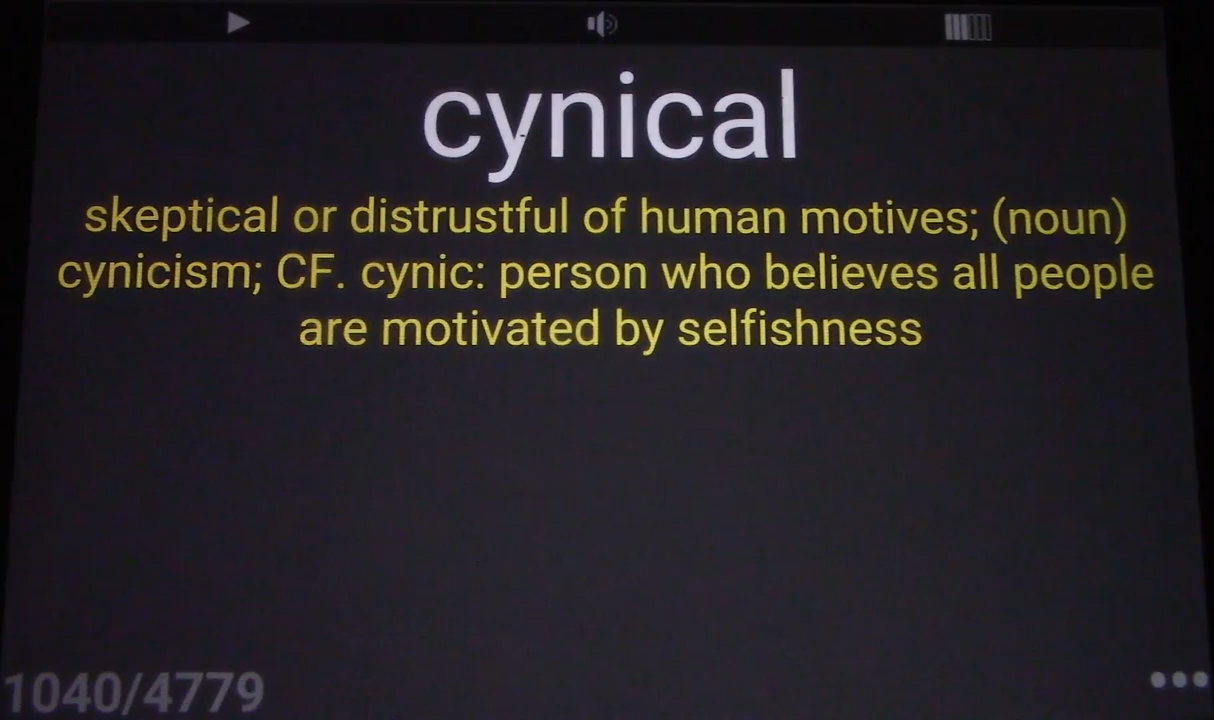 cynical
skeptical or distrustful of human motives; (noun)
cynicism; CF. cynic: person who believes all people
are motivated by selfishness
1040/4779